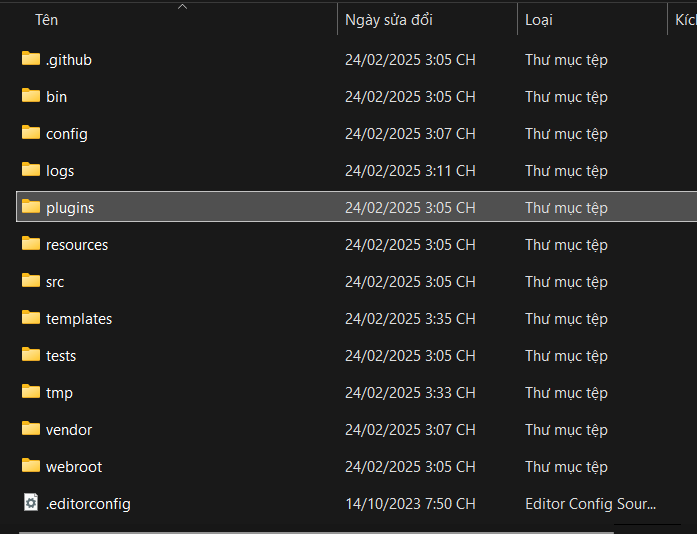 Tên Ngày sửa đổi Loại Kíc
.github 24/02/2025 3:05 CH Thư mục tệp
bin 24/02/2025 3:05 CH Thư mục tệp
config 24/02/2025 3:07 CH Thư mục tệp
logs 24/02/2025 3:11 CH Thư mục tệp
plugins 24/02/2025 3:05 CH Thư mục tệp
resources 24/02/2025 3:05 CH Thư mục tệp
src 24/02/2025 3:05 CH Thư mục tệp
templates 24/02/2025 3:35 CH Thư mục tệp
tests 24/02/2025 3:05 CH Thư mục tệp
tmp 24/02/2025 3:33 CH Thư mục tệp
vendor 24/02/2025 3:07 CH Thư mục tệp
webroot 24/02/2025 3:05 CH Thư mục tệp
.editorconfig 14/10/2023 7:50 CH Editor Config Sour...